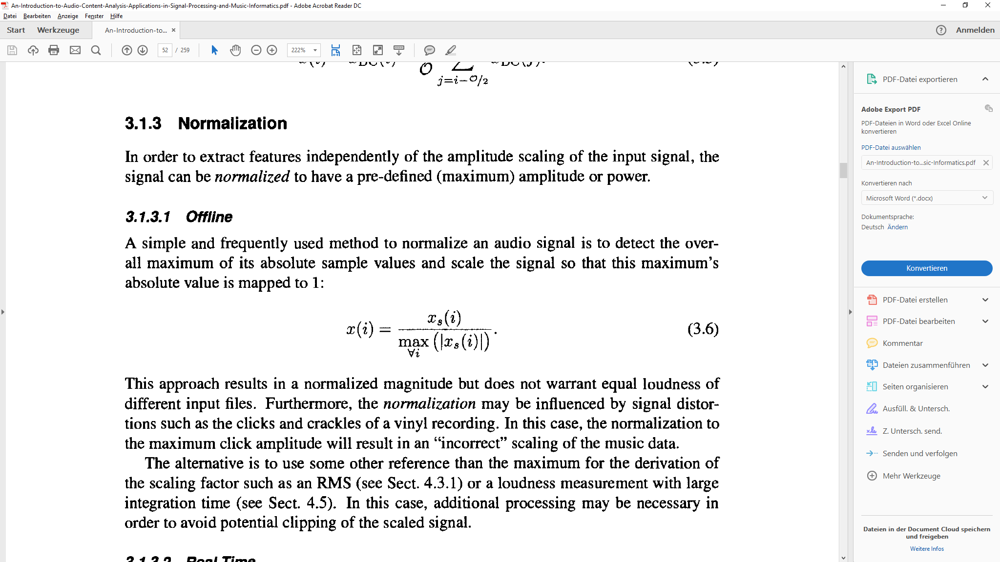 An-Introduction-to-Audio-Content-Analysis-Applications-in-Signal-Processing-and-Music-Informatics.pdf - Adobe Acrobat Reader DC
Datei Bearbeiten Anzeige Fenster Hilfe
Start Werkzeuge An-Introduction-to... × Anmelden
52 / 259 222%
j=i−𝒪/2
3.1.3 Normalization
In order to extract features independently of the amplitude scaling of the input signal, the
signal can be normalized to have a pre-defined (maximum) amplitude or power.
3.1.3.1 Offline
A simple and frequently used method to normalize an audio signal is to detect the over-
all maximum of its absolute sample values and scale the signal so that this maximum's
absolute value is mapped to 1:
x(i) = x_s(i) / max_∀i (|x_s(i)|). (3.6)
This approach results in a normalized magnitude but does not warrant equal loudness of
different input files. Furthermore, the normalization may be influenced by signal distor-
tions such as the clicks and crackles of a vinyl recording. In this case, the normalization to
the maximum click amplitude will result in an “incorrect” scaling of the music data.
The alternative is to use some other reference than the maximum for the derivation of
the scaling factor such as an RMS (see Sect. 4.3.1) or a loudness measurement with large
integration time (see Sect. 4.5). In this case, additional processing may be necessary in
order to avoid potential clipping of the scaled signal.
3.1.3.2 Real Time
PDF-Datei exportieren
Adobe Export PDF
PDF-Dateien in Word oder Excel Online
konvertieren
PDF-Datei auswählen
An-Introduction-to...sic-Informatics.pdf
Konvertieren nach
Microsoft Word (*.docx)
Dokumentsprache:
Deutsch Ändern
Konvertieren
PDF-Datei erstellen
PDF-Datei bearbeiten
Kommentar
Dateien zusammenführen
Seiten organisieren
Ausfüll. & Untersch.
Z. Untersch. send.
Senden und verfolgen
Mehr Werkzeuge
Dateien in der Document Cloud speichern
und freigeben
Weitere Infos